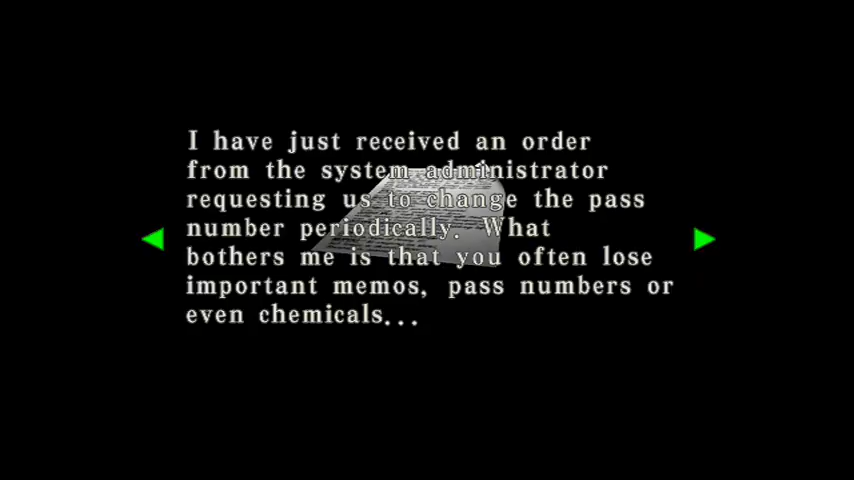 I have just received an order
from the system administrator
requesting us to change the pass
number periodically. What
bothers me is that you often lose
important memos, pass numbers or
even chemicals...